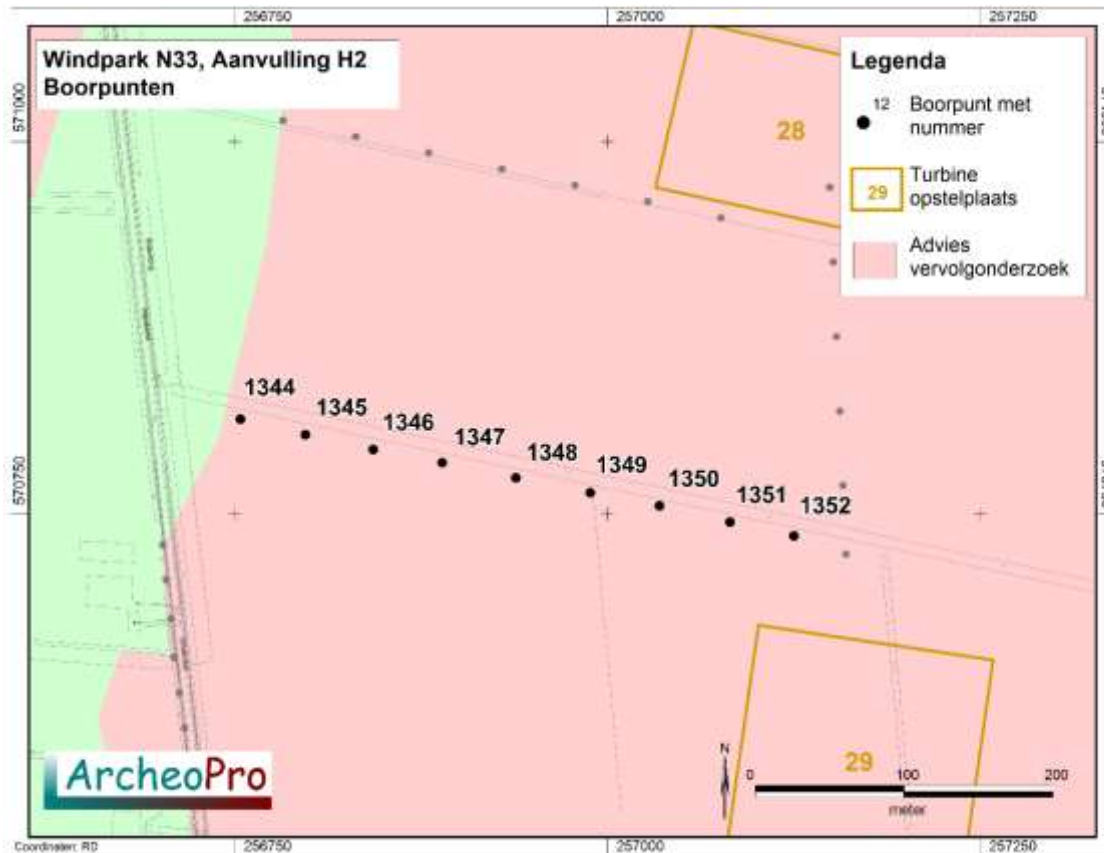 256750
257000
257250
Windpark N33, Aanvulling H2
Boorpunten
Legenda
12
Boorpunt met
nummer
29
Turbine
opstelplaats
Advies
vervolgonderzoek
571000
28
1344
1345
1346
1347
1348
1349
1350
1351
1352
570750
29
ArcheoPro
N
0
100
200
meter
Coordinaten: RD
256750
257000
257250